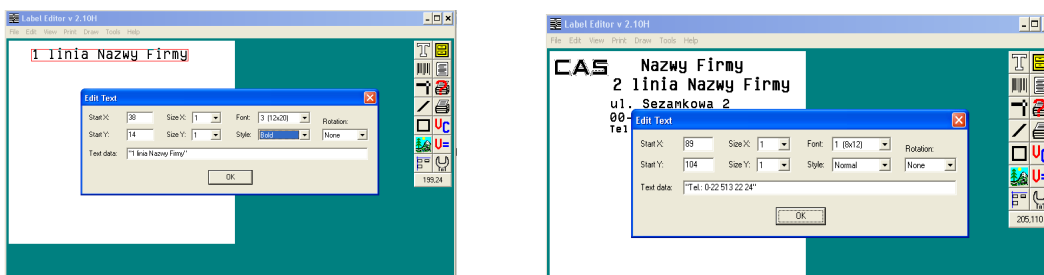 Label Editor v 2.10H
File Edit View Print Draw Tools Help
1 linia Nazwy Firmy
Edit Text
Start X: 38 Size X: 1 Font: 3 (12x20) Rotation:
Start Y: 14 Size Y: 1 Style: Bold None
Text data: "1 linia Nazwy Firmy"
OK
199,24
Label Editor v 2.10H
File Edit View Print Draw Tools Help
CAS Nazwy Firmy
2 linia Nazwy Firmy
ul. Sezamkowa 2
00-
Tel
Edit Text
Start X: 89 Size X: 1 Font: 1 (8x12) Rotation:
Start Y: 104 Size Y: 1 Style: Normal None
Text data: "Tel.: 0-22 513 22 24"
OK
205,110